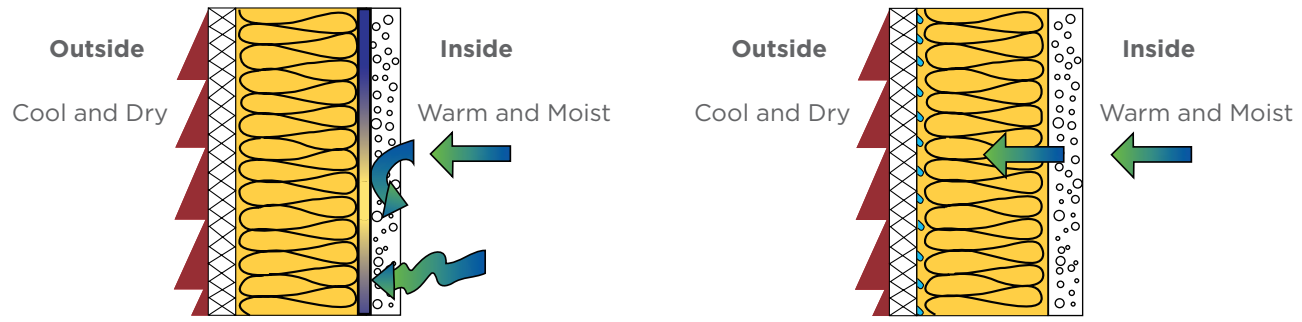 Outside
Inside
Outside
Inside
Cool and Dry
Warm and Moist
Cool and Dry
Warm and Moist